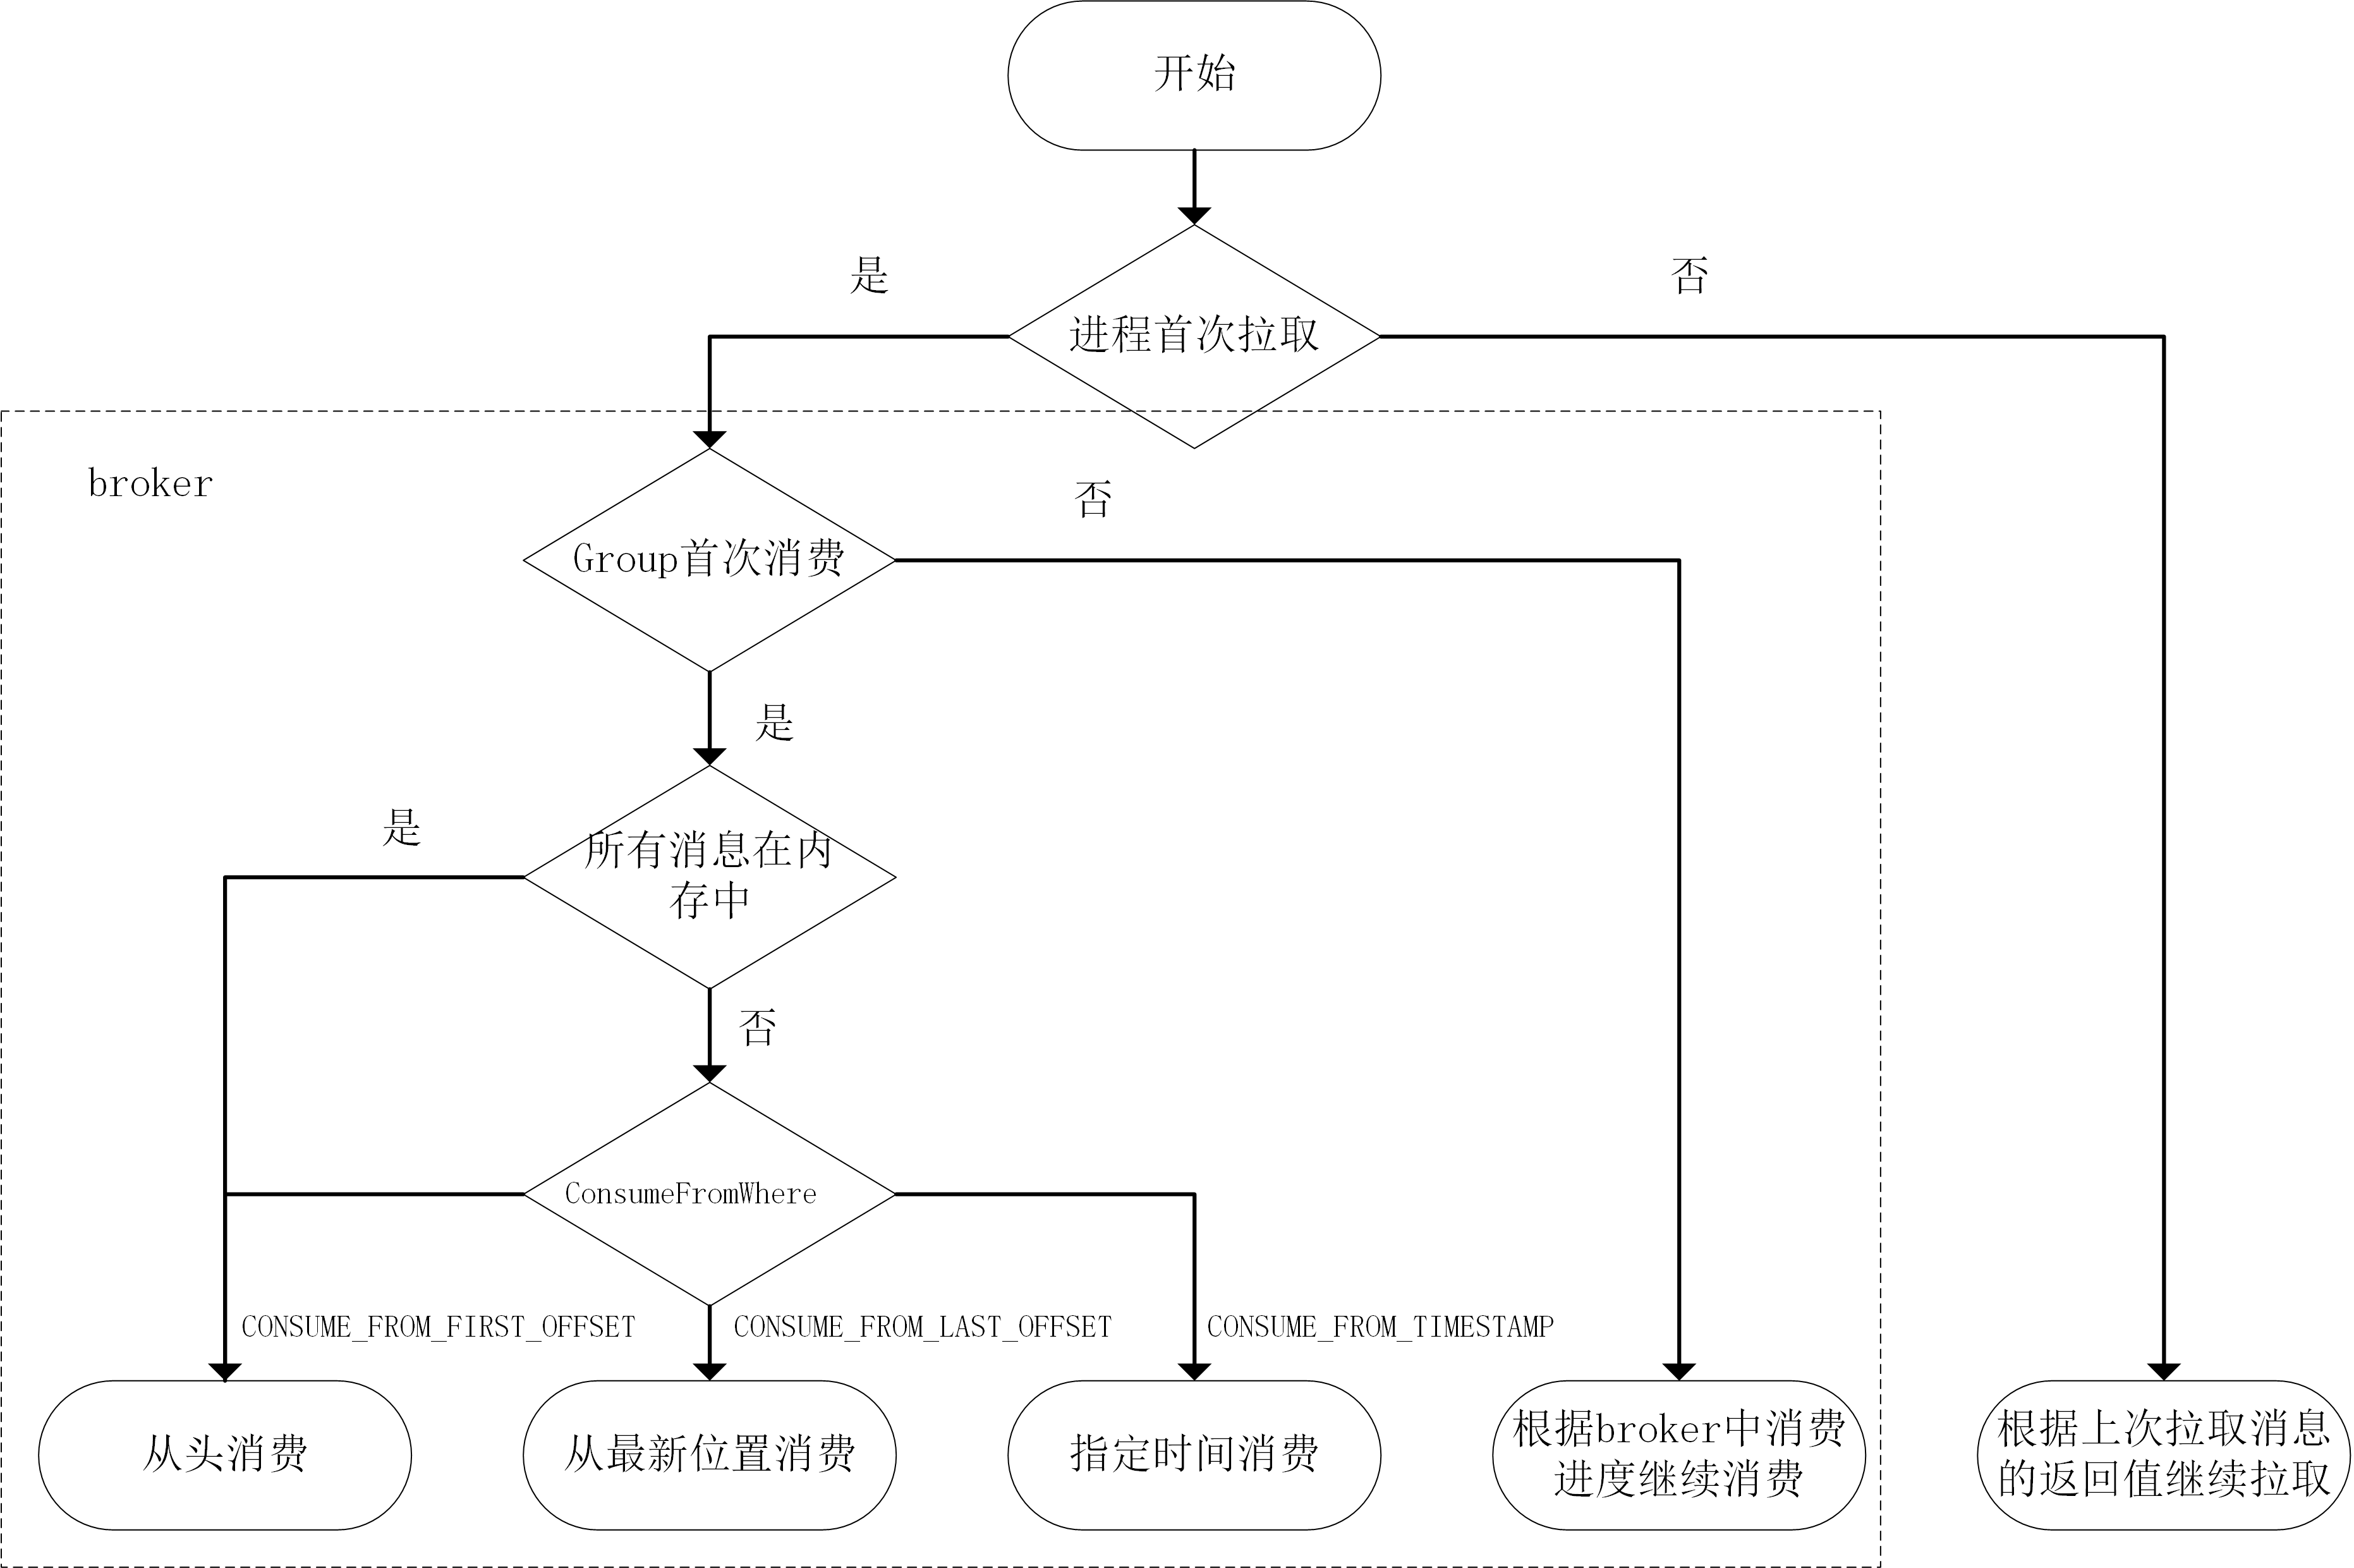 开始
是
否
进程首次拉取
broker
否
Group首次消费
是
是
所有消息在内
存中
否
ConsumeFromWhere
CONSUME_FROM_FIRST_OFFSET
CONSUME_FROM_LAST_OFFSET
CONSUME_FROM_TIMESTAMP
从头消费
从最新位置消费
指定时间消费
根据broker中消费
进度继续消费
根据上次拉取消息
的返回值继续拉取